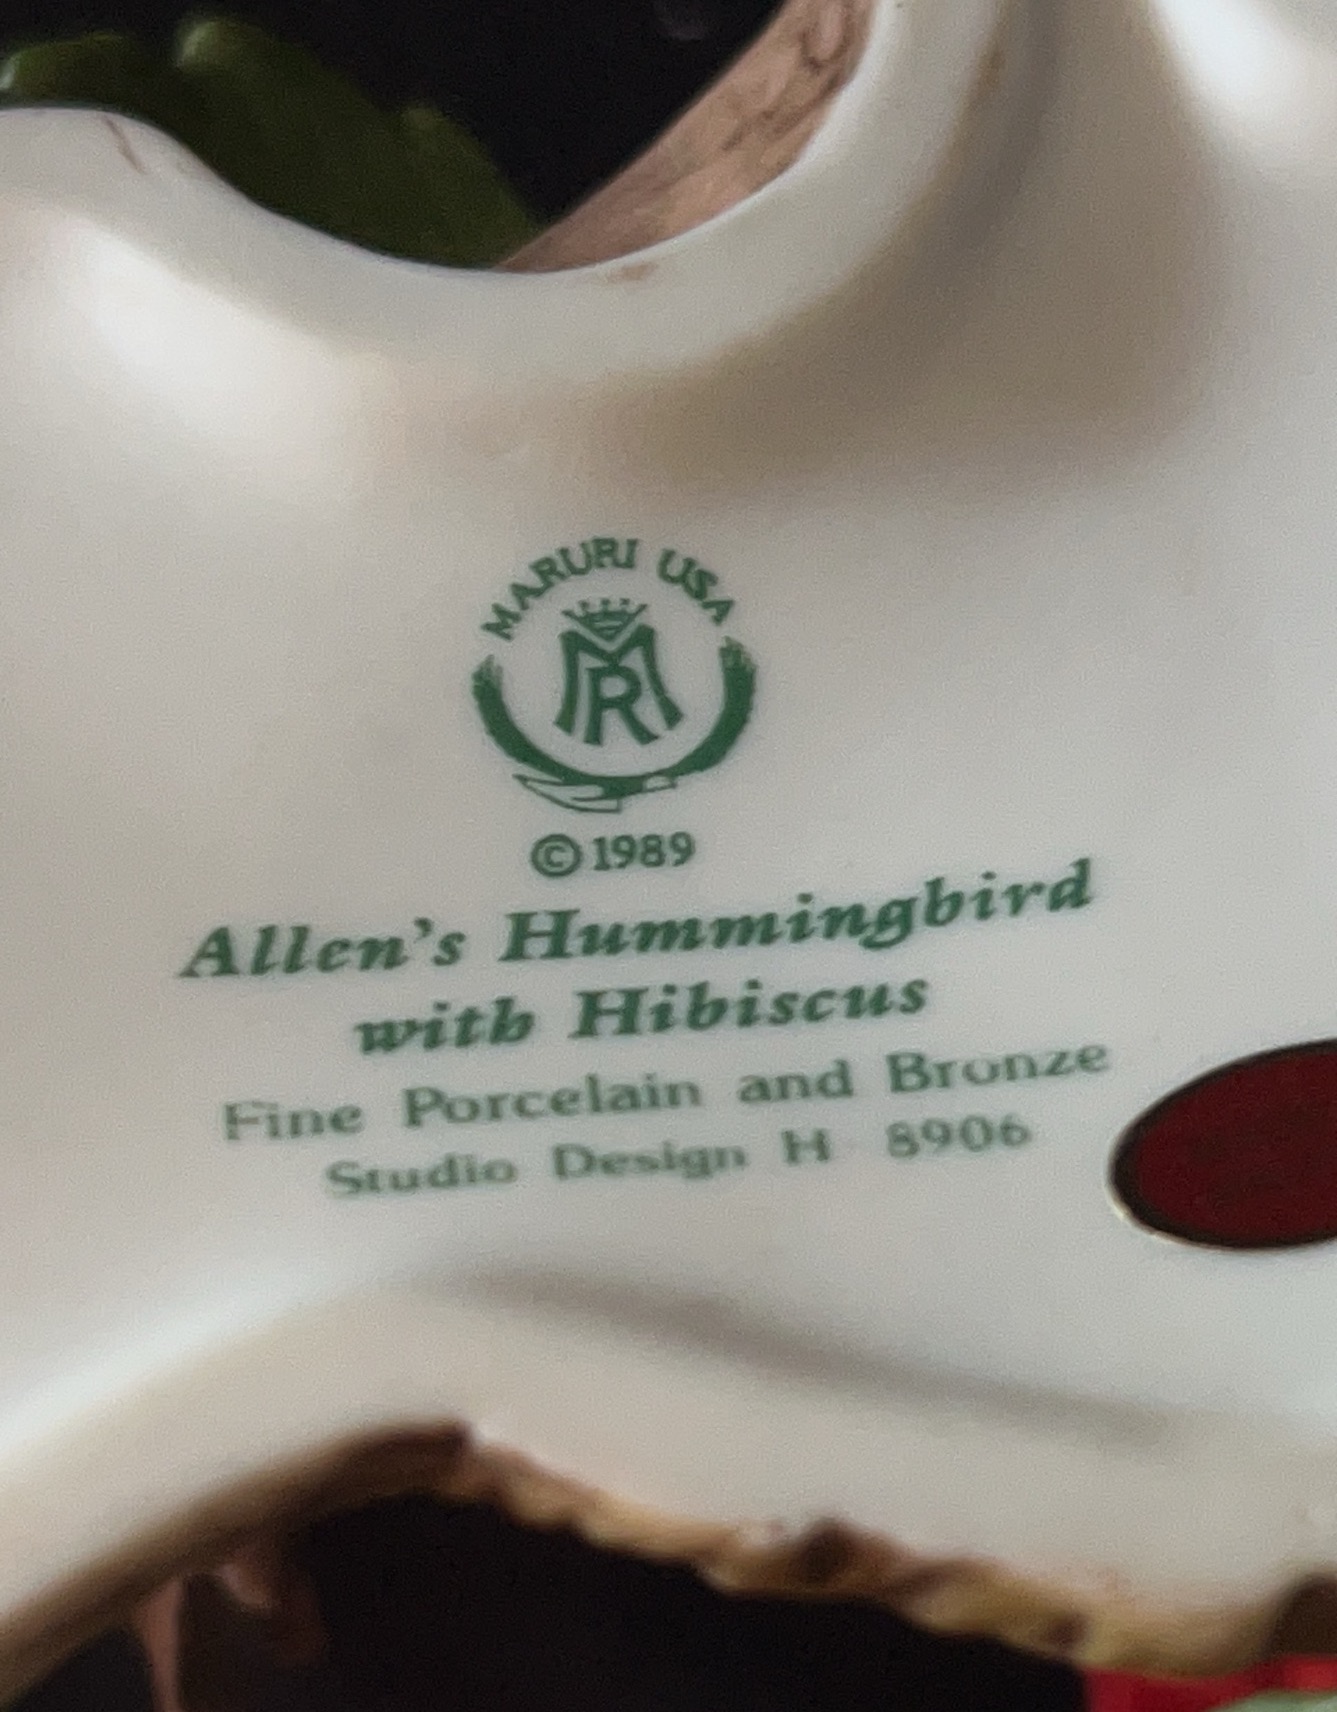 MARURI USA
MR
© 1989
Allen's Hummingbird
with Hibiscus
Fine Porcelain and Bronze
Studio Design H 8906